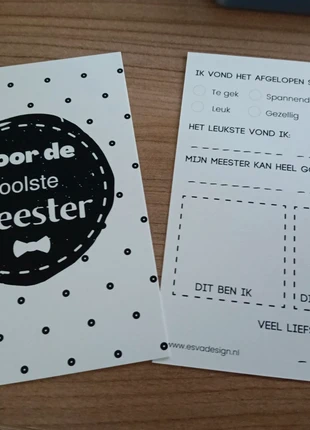 oor de
oolste
eester
IK VOND HET AFGELOPEN S
Te gek
Spannend
Leuk
Gezellig
HET LEUKSTE VOND IK:
MIJN MEESTER KAN HEEL GO
DIT BEN IK
DI
VEEL LIEFS
www.esvadesign.nl